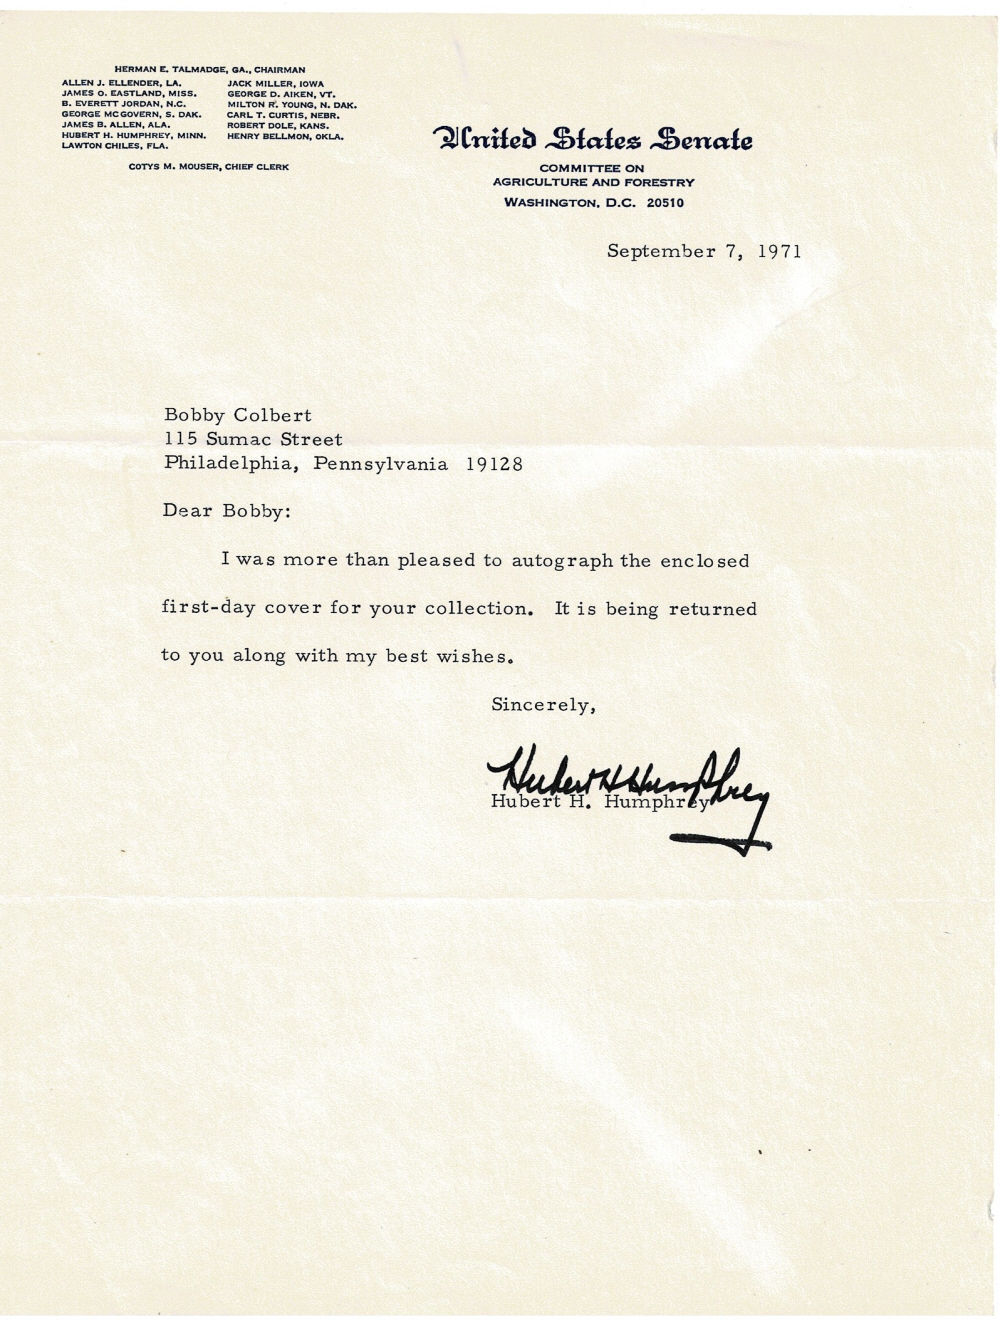 HERMAN E. TALMADGE, GA., CHAIRMAN
ALLEN J. ELLENDER, LA.
JAMES O. EASTLAND, MISS.
B. EVERETT JORDAN, N.C.
GEORGE MCGOVERN, S. DAK.
JAMES B. ALLEN, ALA.
HUBERT H. HUMPHREY, MINN.
LAWTON CHILES, FLA.
JACK MILLER, IOWA
GEORGE D. AIKEN, VT.
MILTON R. YOUNG, N. DAK.
CARL T. CURTIS, NEBR.
ROBERT DOLE, KANS.
HENRY BELLMON, OKLA.
COTYS M. MOUSER, CHIEF CLERK
United States Senate
COMMITTEE ON
AGRICULTURE AND FORESTRY
WASHINGTON, D.C. 20510
September 7, 1971
Bobby Colbert
115 Sumac Street
Philadelphia, Pennsylvania 19128
Dear Bobby:
I was more than pleased to autograph the enclosed
first-day cover for your collection. It is being returned
to you along with my best wishes.
Sincerely,
Hubert H Humphrey
Hubert H. Humphrey